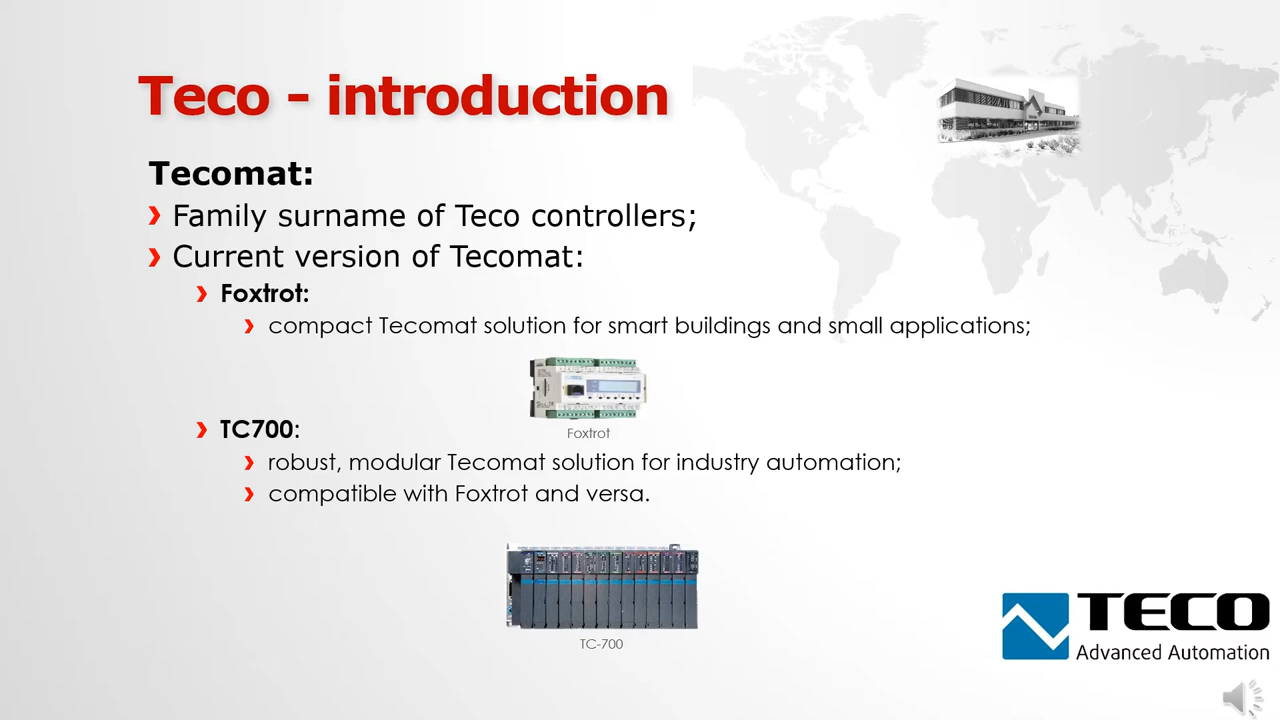 Teco - introduction
Tecomat:
Family surname of Teco controllers;
Current version of Tecomat:
Foxtrot:
compact Tecomat solution for smart buildings and small applications;
Foxtrot
TC700:
robust, modular Tecomat solution for industry automation;
compatible with Foxtrot and versa.
TC-700
TECO
Advanced Automation